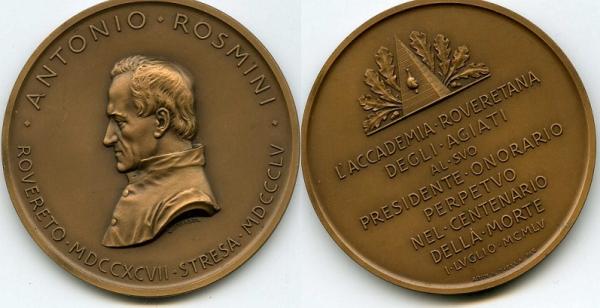 ANTONIO · ROSMINI
ROVERETO · MDCCXCVII · STRESA · MDCCCLV
L'ACCADEMIA · ROVERETANA
DEGLI · AGIATI
AL · SVO
PRESIDENTE · ONORARIO
PERPETVO
NEL · CENTENARIO
DELLA · MORTE
I · LVGLIO · MCMLV